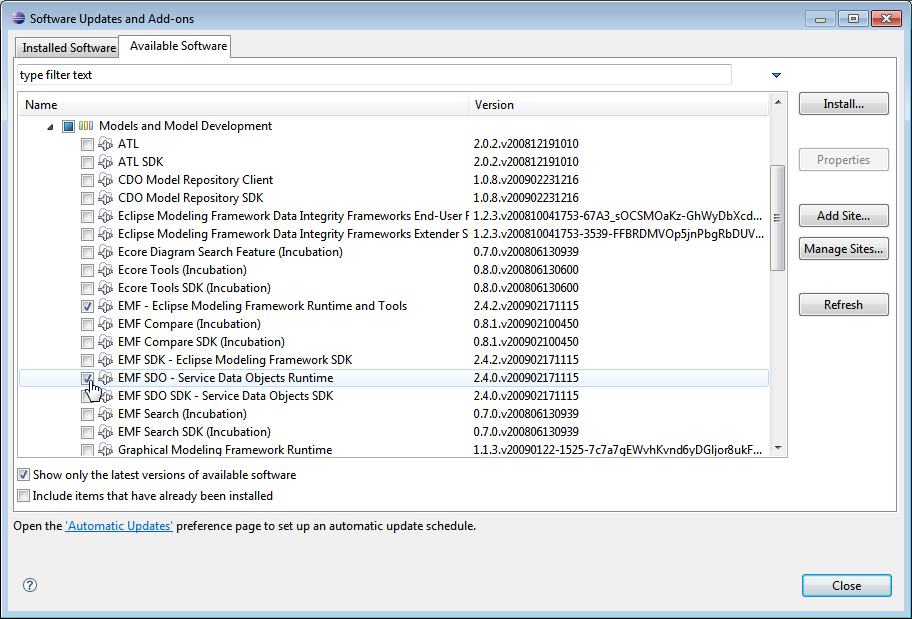 Software Updates and Add-ons
Installed Software Available Software
type filter text
Name Version
Install...
Models and Model Development
ATL 2.0.2.v200812191010
ATL SDK 2.0.2.v200812191010
Properties
CDO Model Repository Client 1.0.8.v200902231216
CDO Model Repository SDK 1.0.8.v200902231216
Eclipse Modeling Framework Data Integrity Frameworks End-User F 1.2.3.v200810041753-67A3_sOCSMOaKz-GhWyDbXcd...
Add Site...
Eclipse Modeling Framework Data Integrity Frameworks Extender S 1.2.3.v200810041753-3539-FFBRDMVOp5jnPbgRbDUV...
Ecore Diagram Search Feature (Incubation) 0.7.0.v200806130939
Manage Sites...
Ecore Tools (Incubation) 0.8.0.v200806130600
Ecore Tools SDK (Incubation) 0.8.0.v200806130600
EMF - Eclipse Modeling Framework Runtime and Tools 2.4.2.v200902171115
Refresh
EMF Compare (Incubation) 0.8.1.v200902100450
EMF Compare SDK (Incubation) 0.8.1.v200902100450
EMF SDK - Eclipse Modeling Framework SDK 2.4.2.v200902171115
EMF SDO - Service Data Objects Runtime 2.4.0.v200902171115
EMF SDO SDK - Service Data Objects SDK 2.4.0.v200902171115
EMF Search (Incubation) 0.7.0.v200806130939
EMF Search SDK (Incubation) 0.7.0.v200806130939
Graphical Modeling Framework Runtime 1.1.3.v20090122-1525-7c7a7qEWvhKvnd6yDGljor8ukF...
Show only the latest versions of available software
Include items that have already been installed
Open the 'Automatic Updates' preference page to set up an automatic update schedule.
?
Close